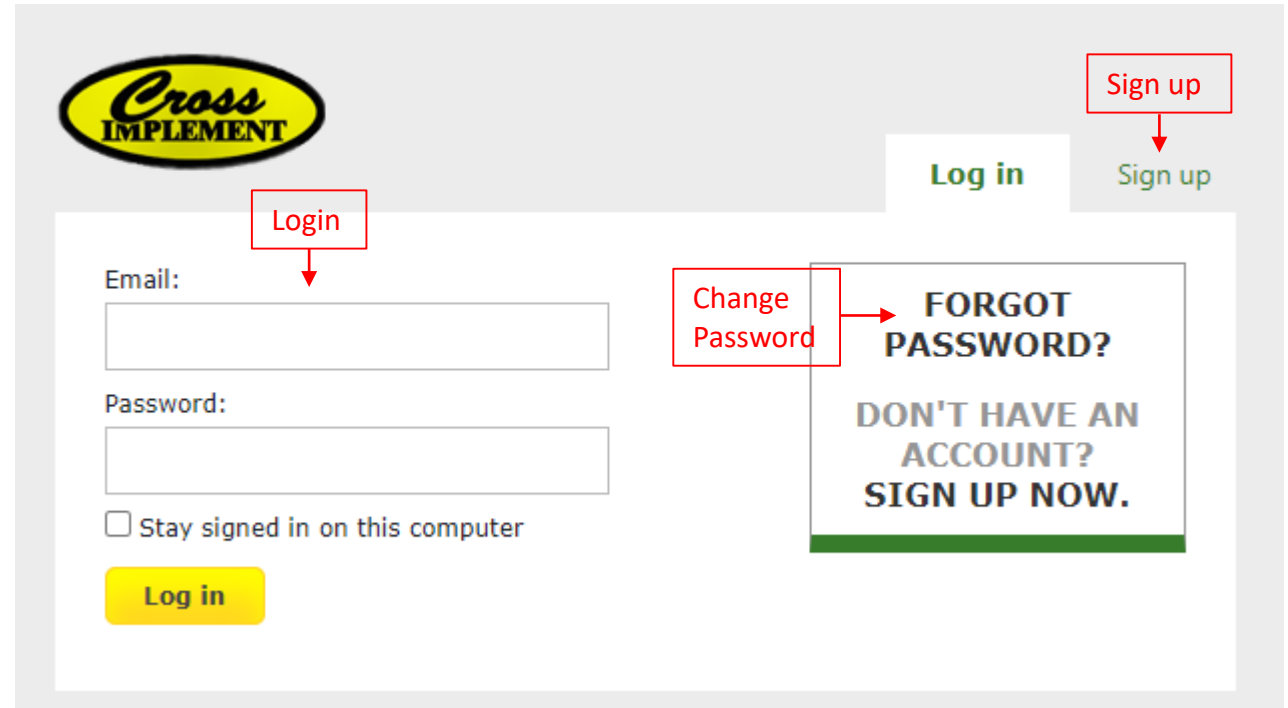 Cross
IMPLEMENT
Sign up
Log in
Sign up
Login
Email:
Password:
Stay signed in on this computer
Log in
Change
Password
FORGOT
PASSWORD?
DON'T HAVE AN
ACCOUNT?
SIGN UP NOW.